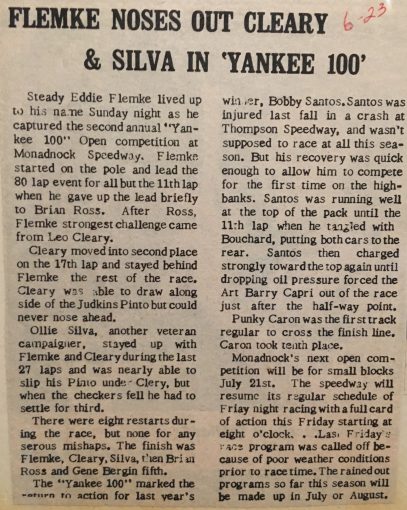 FLEMKE NOSES OUT CLEARY
6-23
& SILVA IN 'YANKEE 100'
Steady Eddie Flemke lived up
to his name Sunday night as he
captured the second annual "Yan-
kee 100" Open competition at
Monadnock Speedway. Flemke
started on the pole and lead the
80 lap event for all but the 11th lap
when he gave up the lead briefly
to Brian Ross. After Ross,
Flemke strongest challenge
came from Leo Cleary.
Cleary moved into second place
on the 17th lap and stayed behind
Flemke the rest of the race.
Cleary was able to draw along
side of the Judkins Pinto but could
never nose ahead.
Ollie Silva, another veteran
campaigner, stayed up with
Flemke and Cleary during the last
27 laps and was nearly able to
slip his Pinto under Clery, but
when the checkers fell he had to
settle for third.
There were eight restarts dur-
ing the race, but none for any
serious mishaps. The finish was
Flemke, Cleary, Silva, then Brian
Ross and Gene Bergin fifth.
The "Yankee 100" marked the
return to action for last year's
winner, Bobby Santos. Santos was
injured last fall in a crash at
Thompson Speedway, and wasn't
supposed to race at all this sea-
son. But his recovery was quick
enough to allow him to compete
for the first time on the high-
banks. Santos was running well
at the top of the pack until the
11th lap when he tangled with
Bouchard, putting both cars to the
rear. Santos then charged
strongly toward the top again until
dropping oil pressure forced the
Art Barry Capri out of the race
just after the half-way point.
Punky Caron was the first track
regular to cross the finish line.
Caron took tenth place.
Monadnock's next open com-
petition will be for small blocks
July 21st. The speedway will
resume its regular schedule of
Friay night racing with a full card
of action this Friday starting at
eight o'clock. . .Last Friday's
race program was called off be-
cause of poor weather conditions
prior to race time. The rained out
programs so far this season will
be made up in July or August.